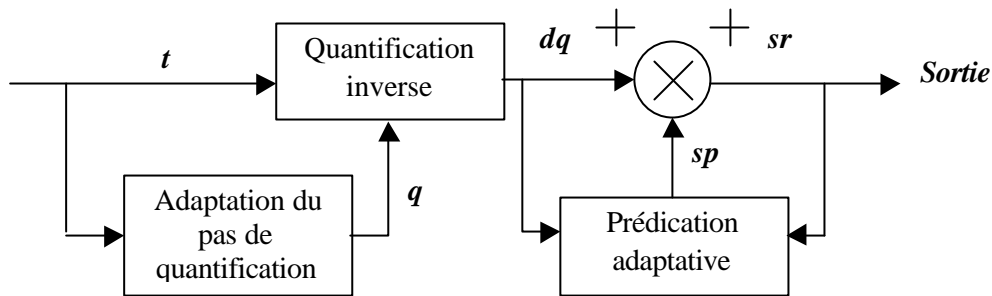 t
Quantification
inverse
dq
+
+
sr
Sortie
sp
q
Adaptation du
pas de
quantification
Prédication
adaptative